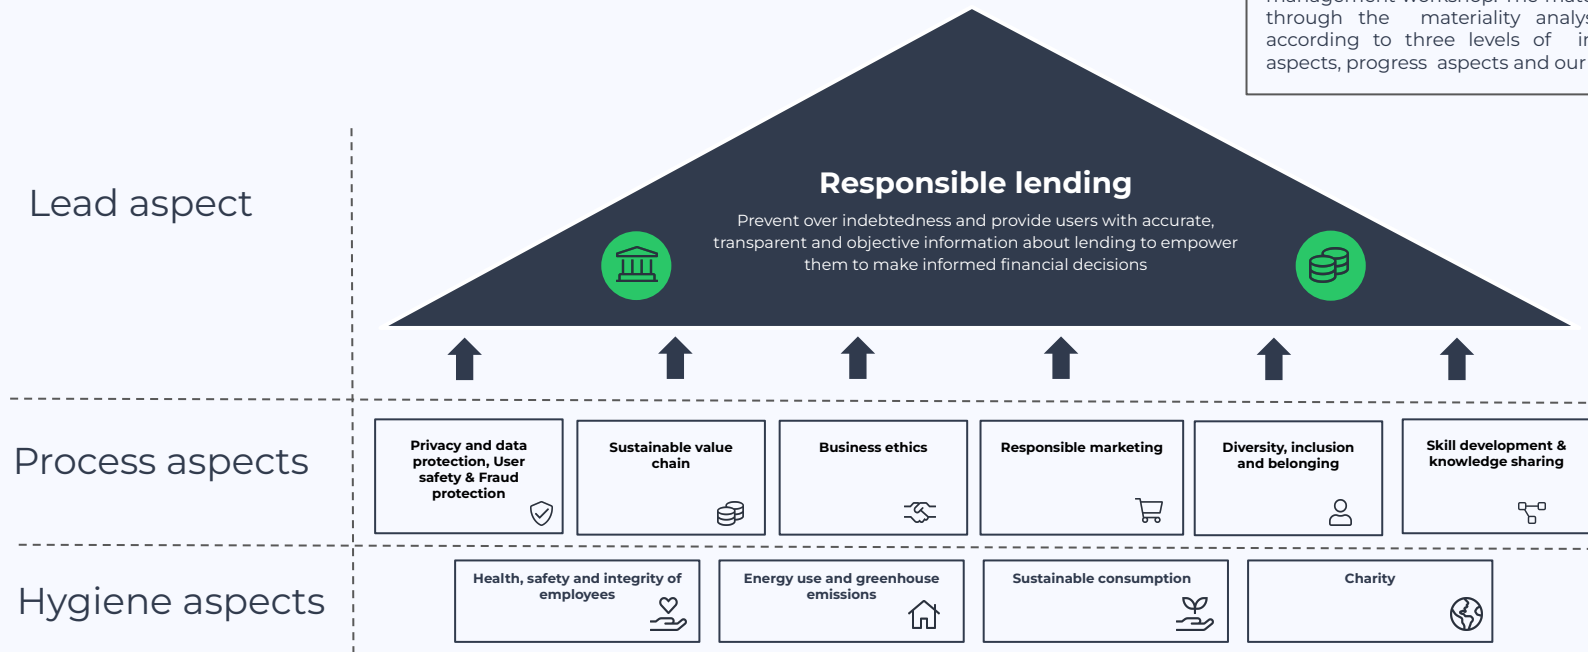 management workshop. The
through the materiality
according to three levels of
aspects, progress aspects and our
Lead aspect
Responsible lending
Prevent over indebtedness and provide users with accurate,
transparent and objective information about lending to empower
them to make informed financial decisions
Process aspects
Privacy and data
protection, User
safety & Fraud
protection
Sustainable value
chain
Business ethics
Responsible marketing
Diversity, inclusion
and belonging
Skill development &
knowledge sharing
Hygiene aspects
Health, safety and integrity of
employees
Energy use and greenhouse
emissions
Sustainable consumption
Charity